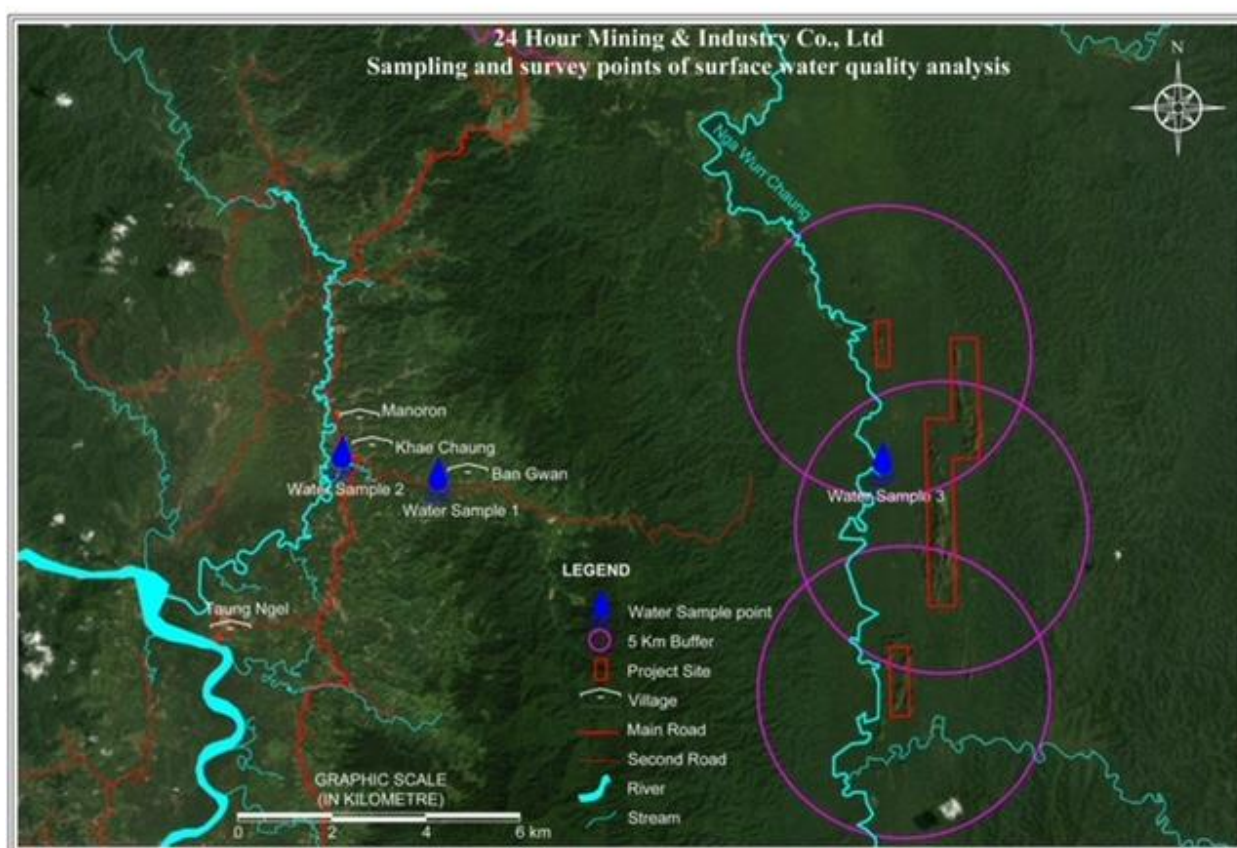 24 Hour Mining & Industry Co., Ltd
Sampling and survey points of surface water quality analysis
N
Nga Wun Chaung
Manoron
Khae Chaung
Ban Gwan
Water Sample 2
Water Sample 1
Water Sample 3
Taung Ngel
LEGEND
Water Sample point
5 Km Buffer
Project Site
Village
Main Road
Second Road
River
Stream
GRAPHIC SCALE
(IN KILOMETRE)
0 2 4 6 km